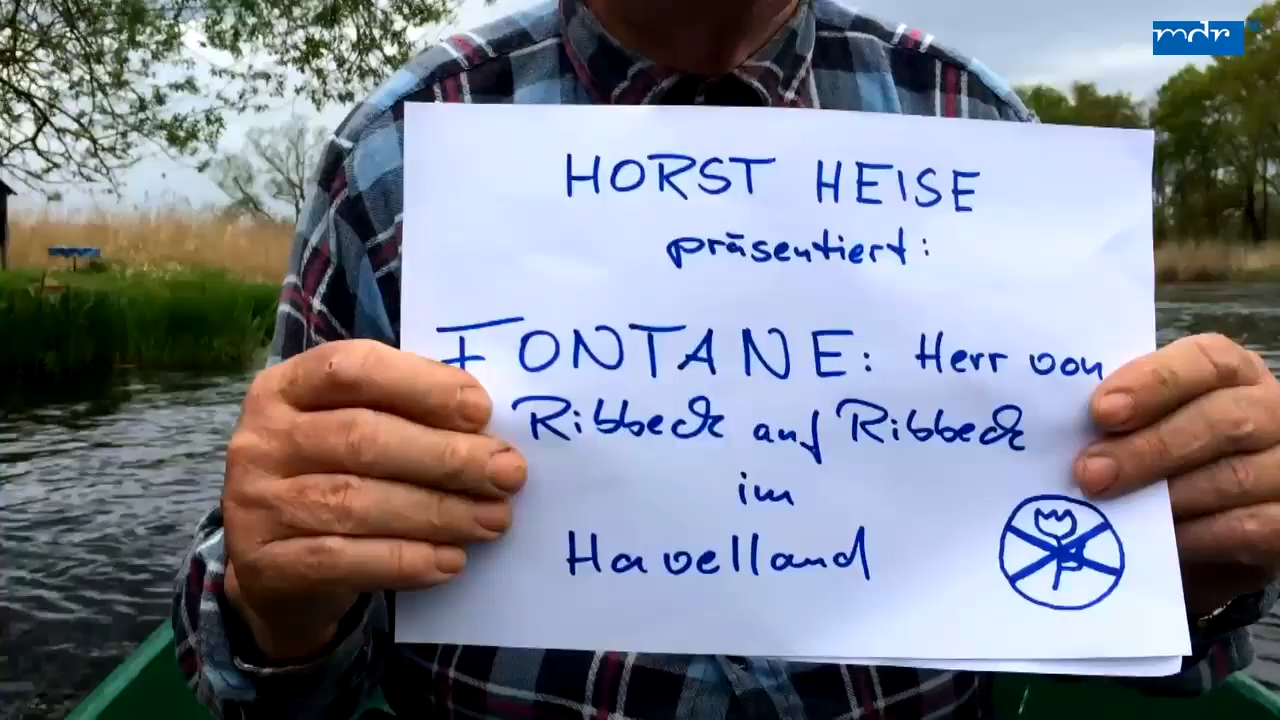 mdr
HORST HEISE
präsentiert:
FONTANE: Herr von
Ribbeck auf Ribbeck
im
Havelland